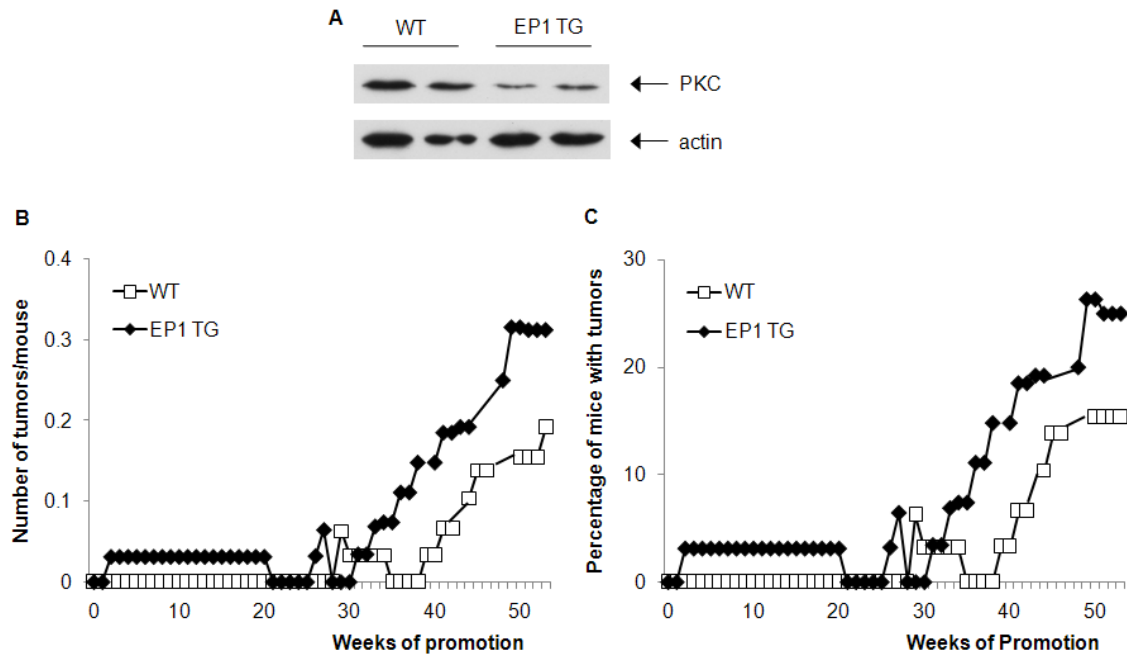 A
WT
EP1 TG
PKC
actin
B
C
Number of tumors/mouse
0.4
0.3
0.2
0.1
0
WT
EP1 TG
0 10 20 30 40 50
Weeks of promotion
Percentage of mice with tumors
30
20
10
0
WT
EP1 TG
0 10 20 30 40 50
Weeks of Promotion